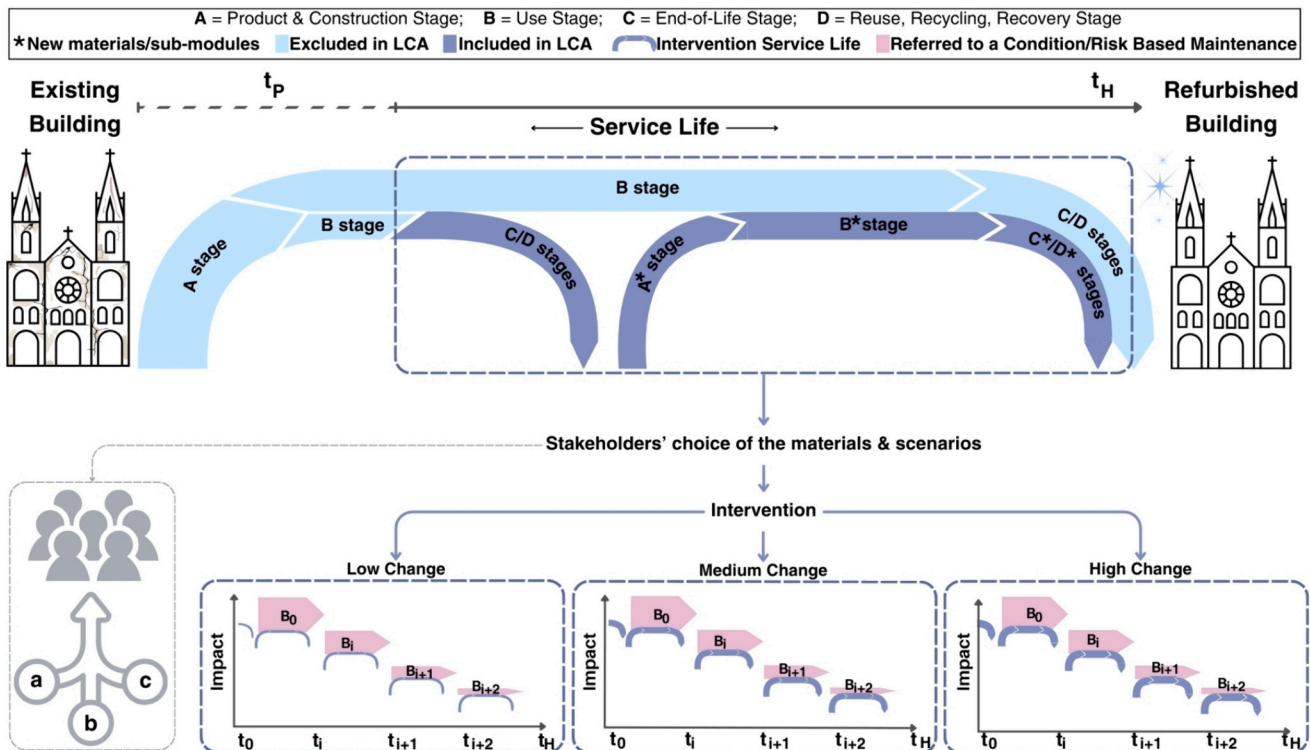 A = Product & Construction Stage; B = Use Stage; C = End-of-Life Stage; D = Reuse, Recycling, Recovery Stage
*New materials/sub-modules Excluded in LCA Included in LCA Intervention Service Life Referred to a Condition/Risk Based Maintenance
Existing
Building
tP
tH
Refurbished
Building
Service Life
B stage
A stage
B stage
C/D stages
A* stage
B* stage
C/D stages
C*/D* stages
Stakeholders' choice of the materials & scenarios
Intervention
a
b
c
Low Change
Impact
B0
Bi
Bi+1
Bi+2
t0 ti ti+1 ti+2 tH
Medium Change
Impact
B0
Bi
Bi+1
Bi+2
t0 ti ti+1 ti+2 tH
High Change
Impact
B0
Bi
Bi+1
Bi+2
t0 ti ti+1 ti+2 tH